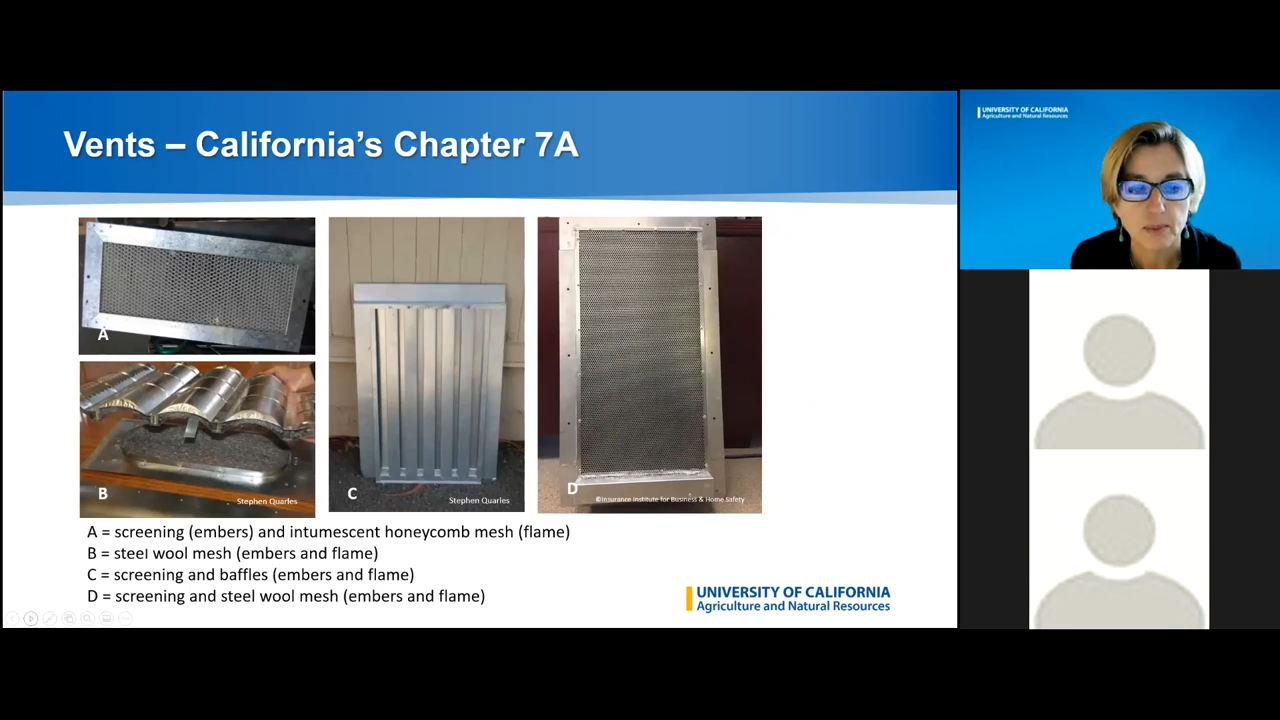 Vents – California's Chapter 7A
A
B
Stephen Quarles
C
Stephen Quarles
D
©Insurance Institute for Business & Home Safety
A = screening (embers) and intumescent honeycomb mesh (flame)
B = steel wool mesh (embers and flame)
C = screening and baffles (embers and flame)
D = screening and steel wool mesh (embers and flame)
UNIVERSITY OF CALIFORNIA
Agriculture and Natural Resources
UNIVERSITY OF CALIFORNIA
Agriculture and Natural Resources